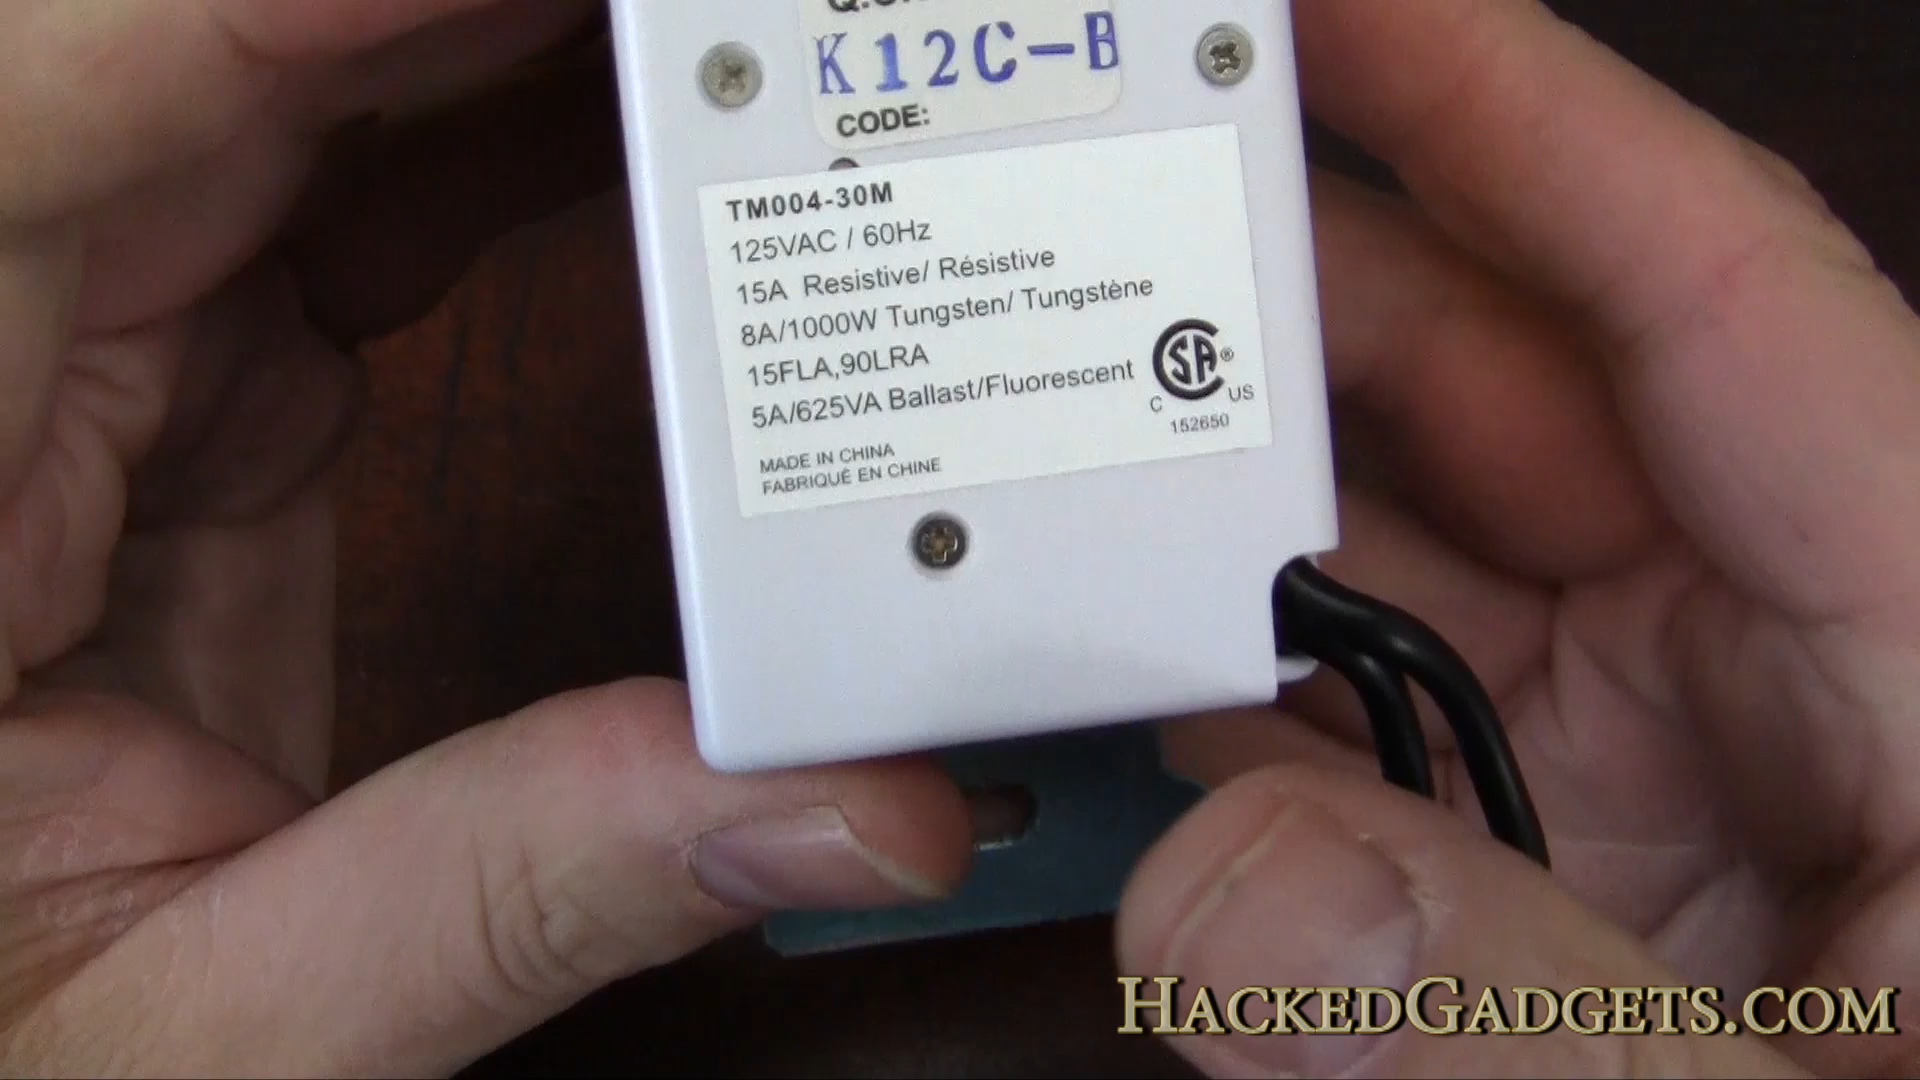 K12C-B
CODE:
TM004-30M
125VAC / 60Hz
15A Resistive/ Résistive
8A/1000W Tungsten/ Tungstène
15FLA,90LRA
5A/625VA Ballast/Fluorescent
SA®
C US
152650
MADE IN CHINA
FABRIQUÉ EN CHINE
HACKEDGADGETS.COM